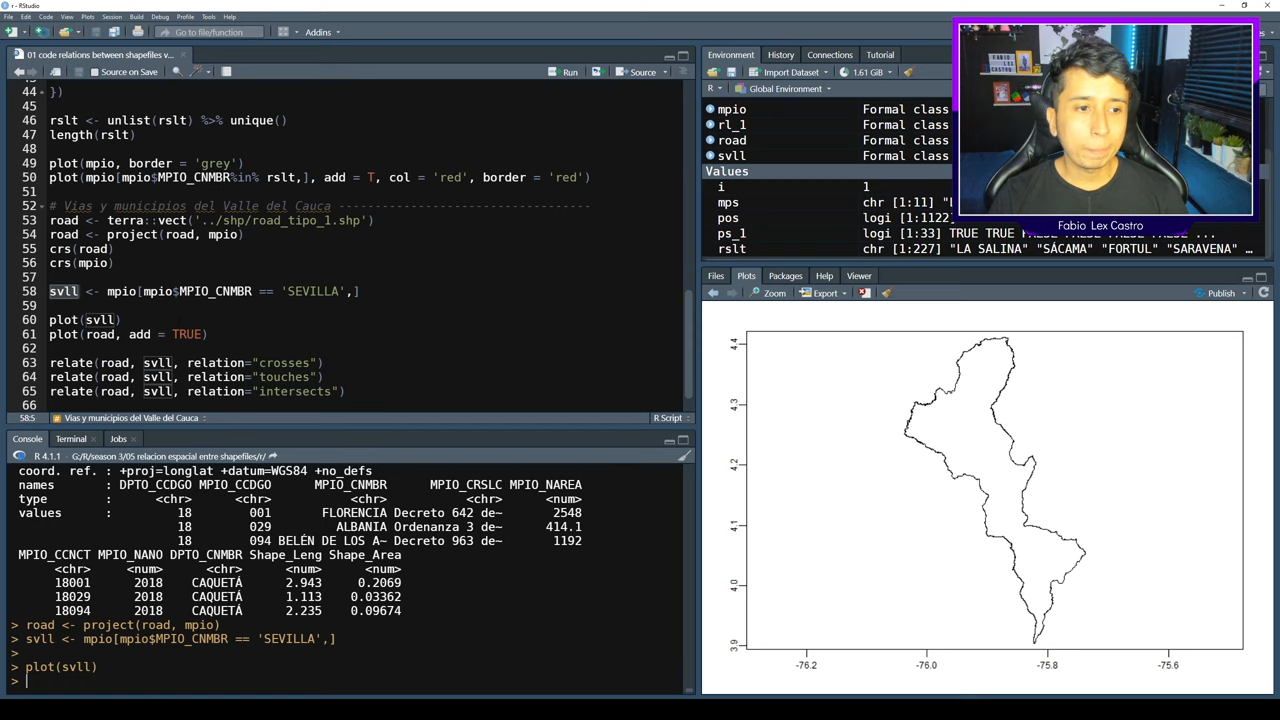 r - RStudio
File Edit Code View Plots Session Build Debug Profile Tools Help
Go to file/function Addins
01 code relations between shapefiles v...
Source on Save Run Source
44 })
45
46 rslt <- unlist(rslt) %>% unique()
47 length(rslt)
48
49 plot(mpio, border = 'grey')
50 plot(mpio[mpio$MPIO_CNMBR%in% rslt,], add = T, col = 'red', border = 'red')
51
52 # Vias y municipios del Valle del Cauca ------------------------------------
53 road <- terra::vect('../shp/road_tipo_1.shp')
54 road <- project(road, mpio)
55 crs(road)
56 crs(mpio)
57
58 svll <- mpio[mpio$MPIO_CNMBR == 'SEVILLA',]
59
60 plot(svll)
61 plot(road, add = TRUE)
62
63 relate(road, svll, relation="crosses")
64 relate(road, svll, relation="touches")
65 relate(road, svll, relation="intersects")
66
58:5 Vias y municipios del Valle del Cauca R Script
Console Terminal Jobs
R 4.1.1 · G:/R/season 3/05 relacion espacial entre shapefiles/r/
coord. ref. : +proj=longlat +datum=WGS84 +no_defs
names : DPTO_CCDGO MPIO_CCDGO MPIO_CNMBR MPIO_CRSLC MPIO_NAREA
type : <chr> <chr> <chr> <chr> <num>
values : 18 001 FLORENCIA Decreto 642 de~ 2548
18 029 ALBANIA Ordenanza 3 de~ 414.1
18 094 BELÉN DE LOS A~ Decreto 963 de~ 1192
MPIO_CCNCT MPIO_NANO DPTO_CNMBR Shape_Leng Shape_Area
<chr> <num> <chr> <num> <num>
18001 2018 CAQUETÁ 2.943 0.2069
18029 2018 CAQUETÁ 1.113 0.03362
18094 2018 CAQUETÁ 2.235 0.09674
> road <- project(road, mpio)
> svll <- mpio[mpio$MPIO_CNMBR == 'SEVILLA',]
>
> plot(svll)
>
Environment History Connections Tutorial
Import Dataset 1.61 GiB
R Global Environment
mpio Formal class
rl_1 Formal class
road Formal class
svll Formal class
Values
i 1
mps chr [1:11]
pos logi [1:1122]
ps_1 logi [1:33] TRUE TRUE
rslt chr [1:227] "LA SALINA" "SÁCAMA" "FORTUL" "SARAVENA" ...
FABIO
LEX
CASTRO
Fabio Lex Castro
Files Plots Packages Help Viewer
Zoom Export Publish
4.4
4.3
4.2
4.1
4.0
3.9
-76.2 -76.0 -75.8 -75.6